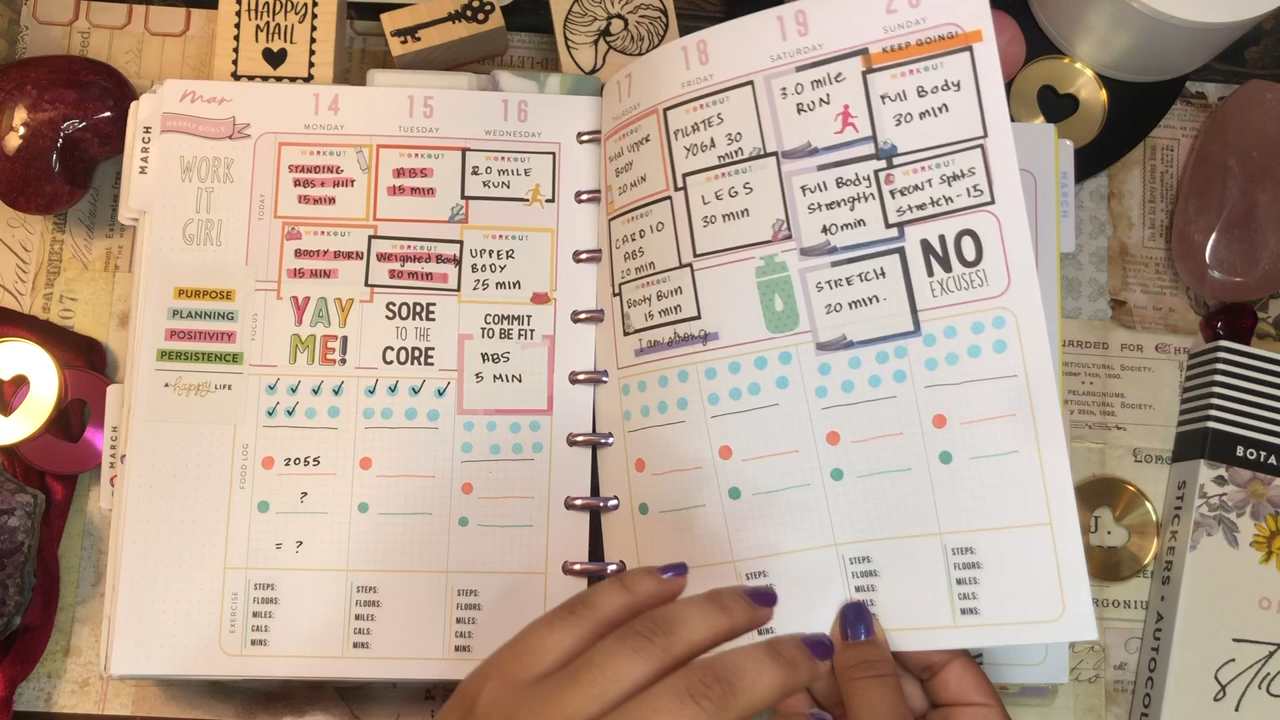 HAPPY
MAIL
MARCH
Mar
WEEKLY GOALS
WORK
IT
GIRL
PURPOSE
PLANNING
POSITIVITY
PERSISTENCE
A happy LIFE
MARCH
14
MONDAY
15
TUESDAY
16
WEDNESDAY
TODAY
WORKOUT
STANDING
ABS + HIIT
15 min
WORKOUT
ABS
15 min
WORKOUT
2.0 MILE
RUN
WORKOUT
BOOTY BURN
15 MIN
WORKOUT
Weighted Body
30 min
WORKOUT
UPPER
BODY
25 min
FOCUS
YAY
ME!
SORE
TO THE
CORE
COMMIT
TO BE FIT
ABS
5 MIN
FOOD LOG
2055
?
= ?
EXERCISE
STEPS:
FLOORS:
MILES:
CALS:
MINS:
STEPS:
FLOORS:
MILES:
CALS:
MINS:
STEPS:
FLOORS:
MILES:
CALS:
MINS:
17
18
FRIDAY
19
SATURDAY
SUNDAY
KEEP GOING!
WORKOUT
Total Upper
BODY
20 MIN
WORKOUT
PILATES
YOGA 30
min
3.0 mile
RUN
WORKOUT
Full Body
30 min
CARDIO
ABS
20 min
WORKOUT
LEGS
30 min
Full Body
Strength
40min
WORKOUT
FRONT Splits
Stretch-15
WORKOUT
Booty Burn
15 min
I am strong
STRETCH
20 min.
NO
EXCUSES!
STEPS:
MINS:
STEPS:
FLOORS:
MILES:
STEPS:
FLOORS:
MILES:
CALS:
MINS:
MARCH
J.
BOTA
STICKERS • AUTOCOL